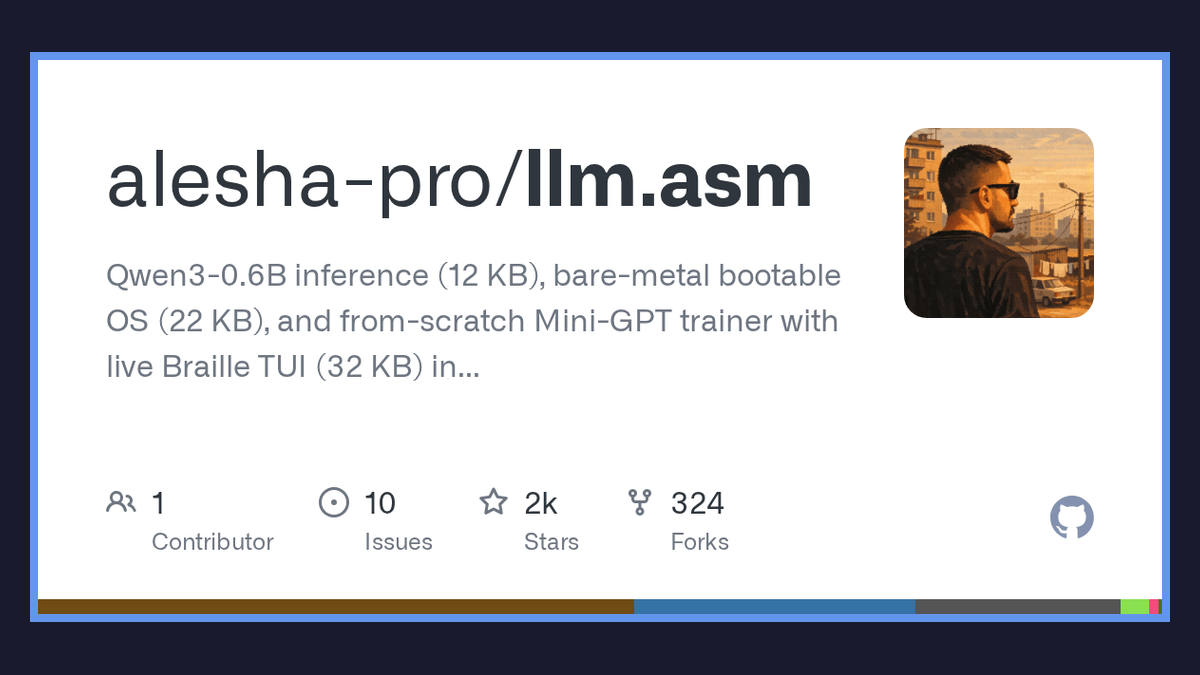 alesha-pro/llm.asm
Qwen3-0.6B inference (12 KB), bare-metal bootable
OS (22 KB), and from-scratch Mini-GPT trainer with
live Braille TUI (32 KB) in...
1
Contributor
10
Issues
2k
Stars
324
Forks